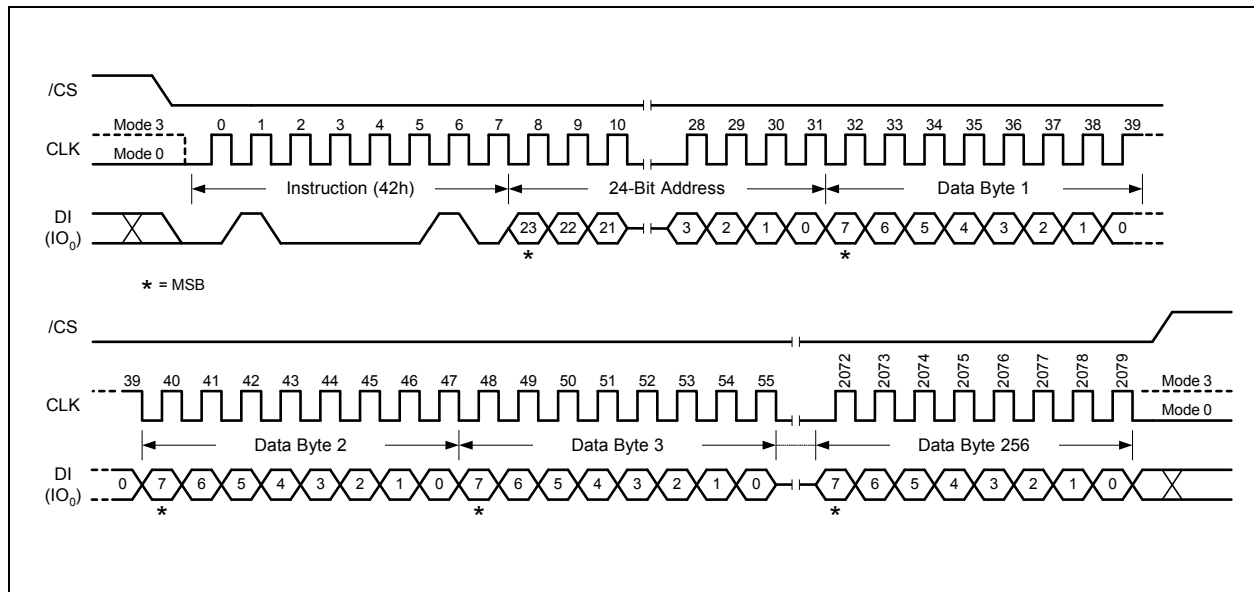 /CS
Mode 3 0 1 2 3 4 5 6 7 8 9 10 28 29 30 31 32 33 34 35 36 37 38 39
CLK
Mode 0
Instruction (42h) 24-Bit Address Data Byte 1
DI
(IO0) 23 22 21 3 2 1 0 7 6 5 4 3 2 1 0
* *
* = MSB
/CS
39 40 41 42 43 44 45 46 47 48 49 50 51 52 53 54 55 2072 2073 2074 2075 2076 2077 2078 2079
Mode 3
CLK
Mode 0
Data Byte 2 Data Byte 3 Data Byte 256
DI
(IO0) 0 7 6 5 4 3 2 1 0 7 6 5 4 3 2 1 0 7 6 5 4 3 2 1 0
* * *